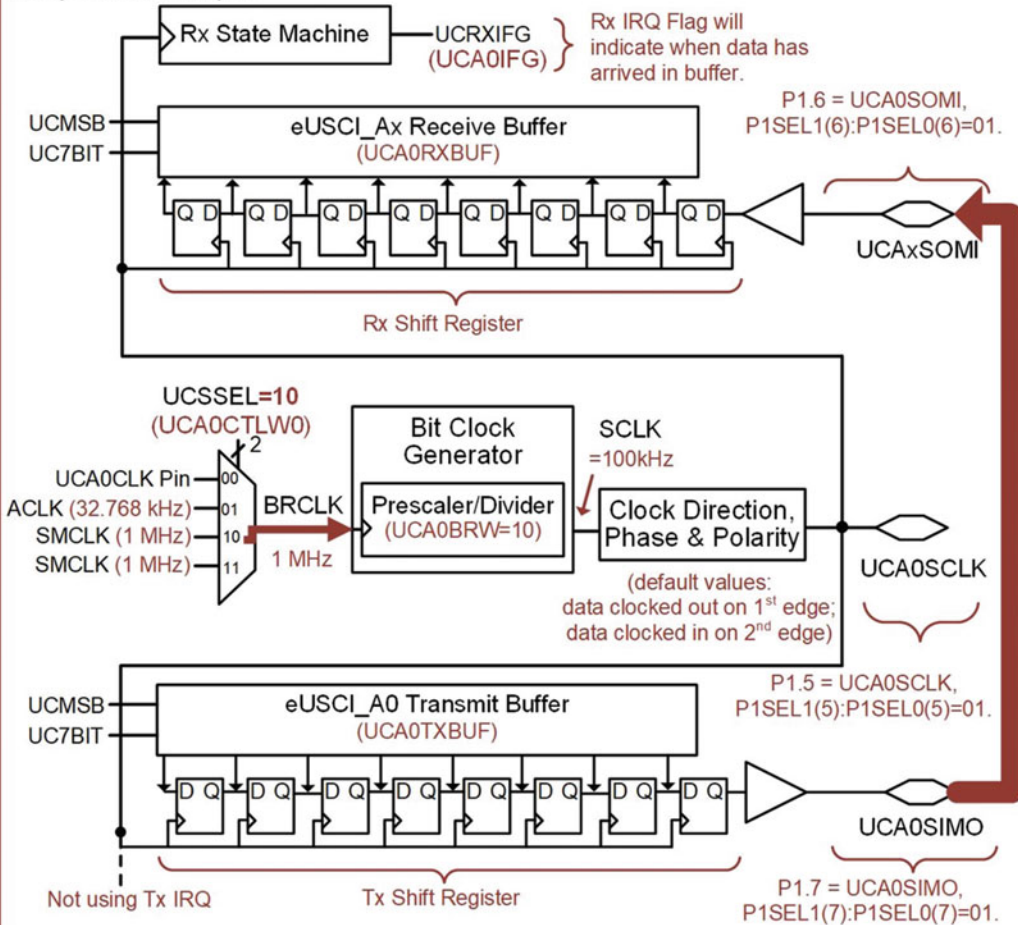 Rx State Machine
UCRXIFG
(UCA0IFG)
Rx IRQ Flag will
indicate when data has
arrived in buffer.
P1.6 = UCA0SOMI,
P1SEL1(6):P1SEL0(6)=01.
UCMSB
UC7BIT
eUSCI_Ax Receive Buffer
(UCA0RXBUF)
Q D Q D Q D Q D Q D Q D Q D Q D
UCAxSOMI
Rx Shift Register
UCSSEL=10
(UCA0CTLW0)
2
UCA0CLK Pin 00
ACLK (32.768 kHz) 01
SMCLK (1 MHz) 10
SMCLK (1 MHz) 11
BRCLK
1 MHz
Bit Clock
Generator
Prescaler/Divider
(UCA0BRW=10)
SCLK
=100kHz
Clock Direction,
Phase & Polarity
(default values:
data clocked out on 1st edge;
data clocked in on 2nd edge)
UCA0SCLK
P1.5 = UCA0SCLK,
P1SEL1(5):P1SEL0(5)=01.
UCMSB
UC7BIT
eUSCI_A0 Transmit Buffer
(UCA0TXBUF)
D Q D Q D Q D Q D Q D Q D Q D Q
UCA0SIMO
Not using Tx IRQ
Tx Shift Register
P1.7 = UCA0SIMO,
P1SEL1(7):P1SEL0(7)=01.